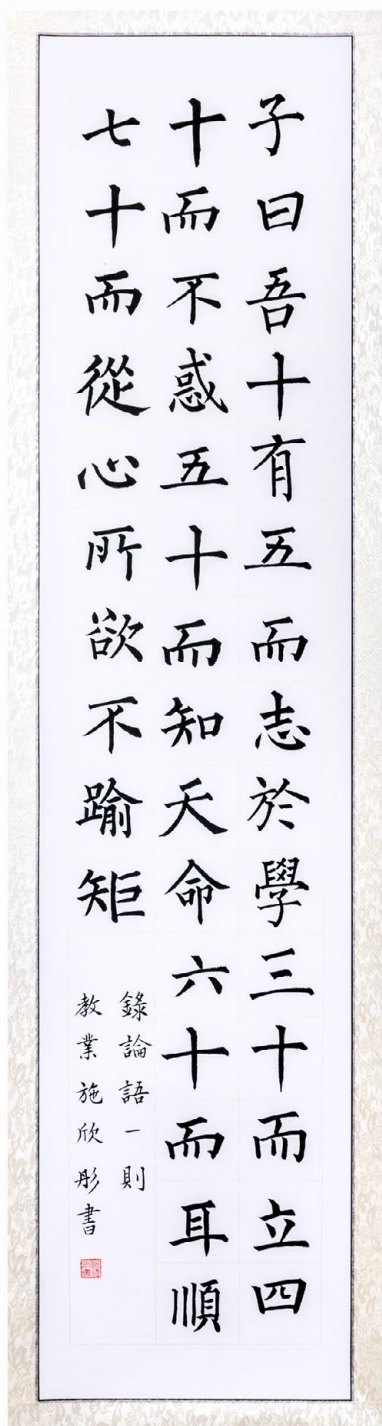 子曰吾十有五而志於學三十而立四
十而不惑五十而知天命六十而耳順
七十而從心所欲不踰矩
錄論語一則
教業施欣彤書